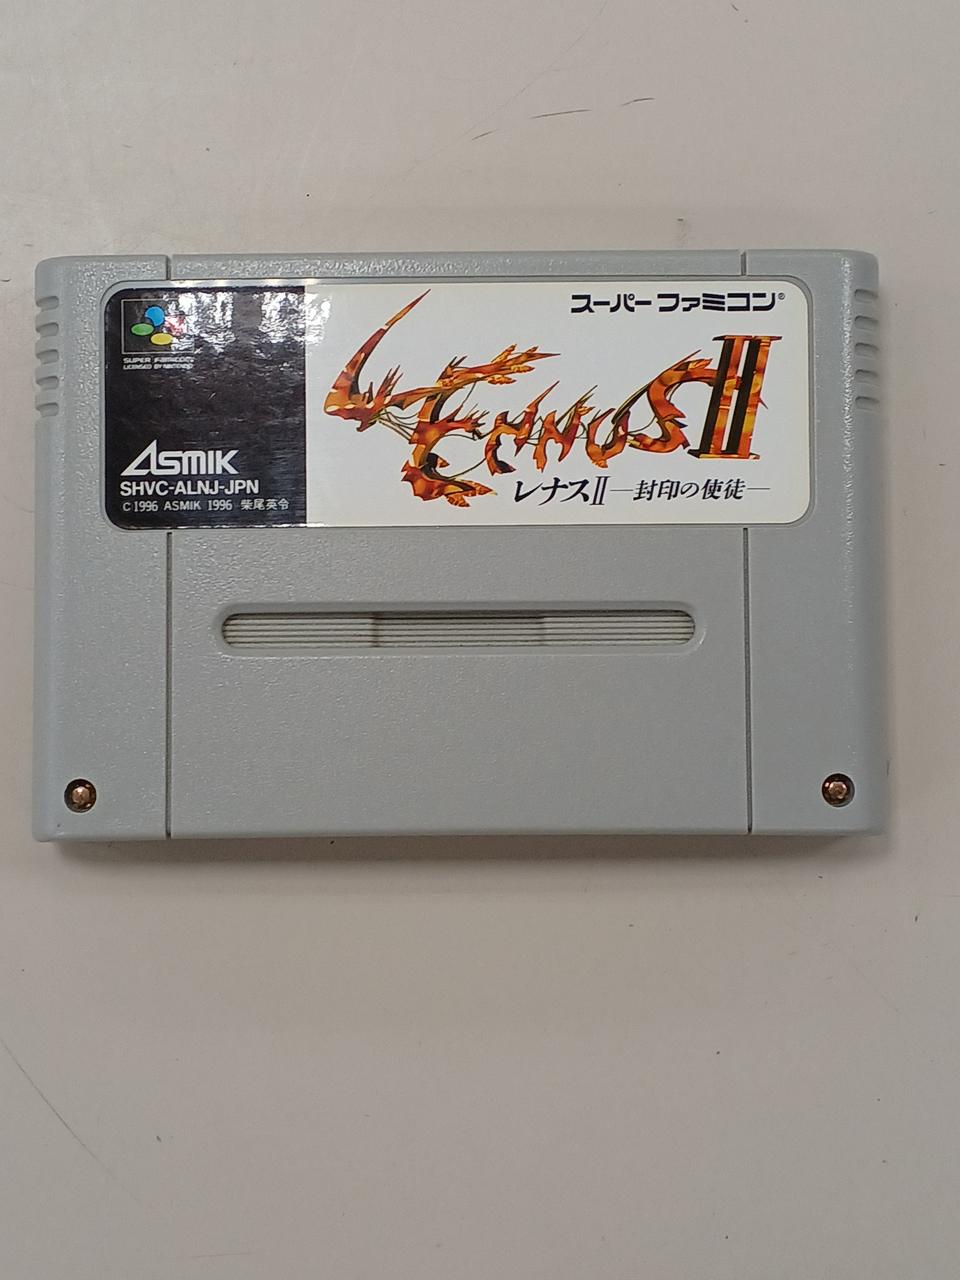 スーパーファミコン®
SUPER FAMICOM
LICENSED BY NINTENDO
LENNUS II
レナスII—封印の使徒—
ASMIK
SHVC-ALNJ-JPN
C 1996 ASMIK 1996 柴尾英令